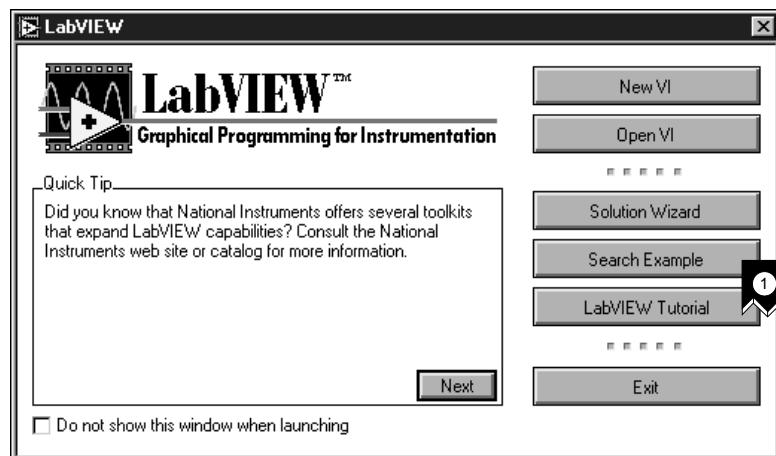 LabVIEW
LabVIEW™
Graphical Programming for Instrumentation
Quick Tip
Did you know that National Instruments offers several toolkits
that expand LabVIEW capabilities? Consult the National
Instruments web site or catalog for more information.
Next
Do not show this window when launching
New VI
Open VI
Solution Wizard
Search Example
1
LabVIEW Tutorial
Exit